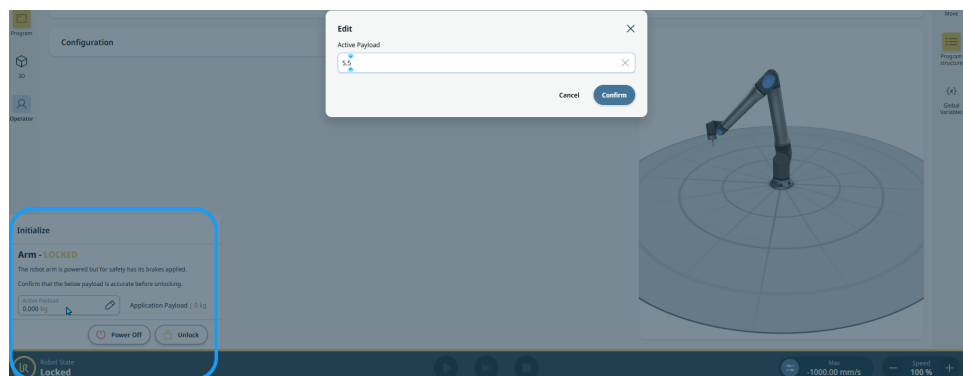 Program
3D
Operator
Configuration
Edit
Active Payload
5.5
Cancel
Confirm
Move
Program
structure
{x}
Global
Variables
Initialize
Arm - LOCKED
The robot arm is powered but for safety has its brakes applied.
Confirm that the below payload is accurate before unlocking.
Active Payload
0.000 kg
Application Payload | 0 kg
Power Off
Unlock
UR
Robot State
Locked
Max
-1000.00 mm/s
Speed
100 %